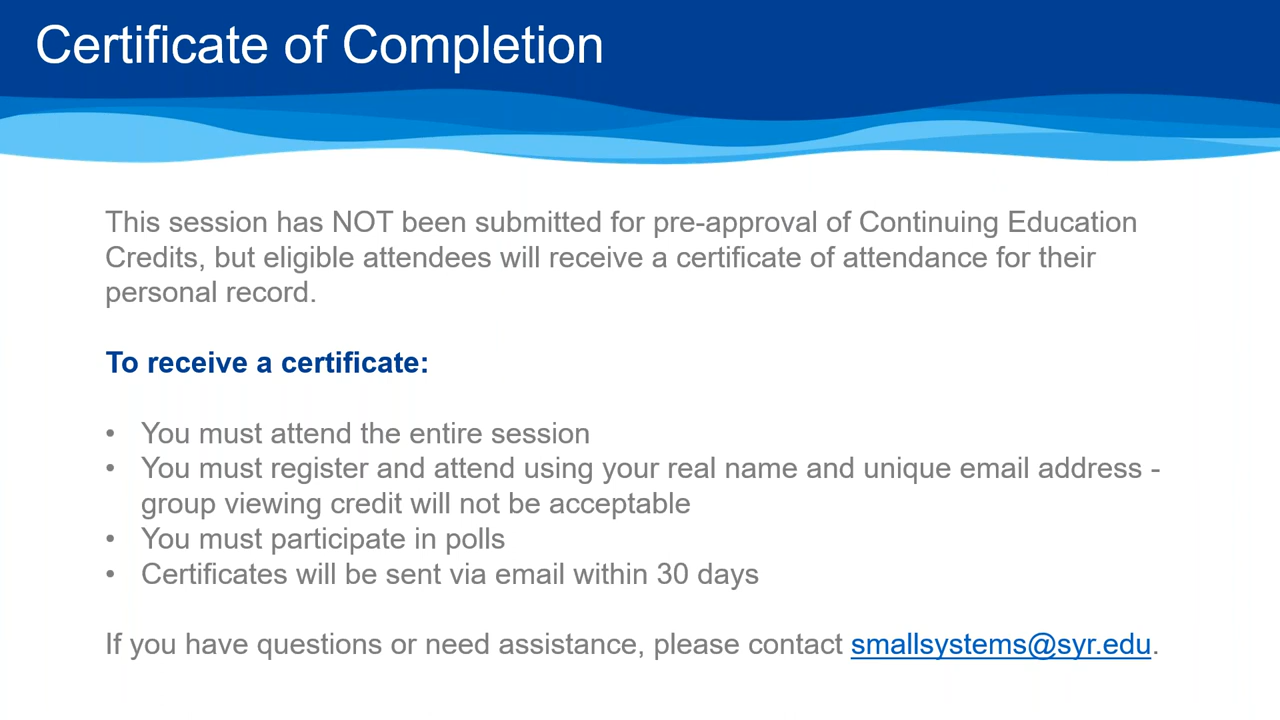 Certificate of Completion
This session has NOT been submitted for pre-approval of Continuing Education
Credits, but eligible attendees will receive a certificate of attendance for their
personal record.
To receive a certificate:
• You must attend the entire session
• You must register and attend using your real name and unique email address -
group viewing credit will not be acceptable
• You must participate in polls
• Certificates will be sent via email within 30 days
If you have questions or need assistance, please contact smallsystems@syr.edu.